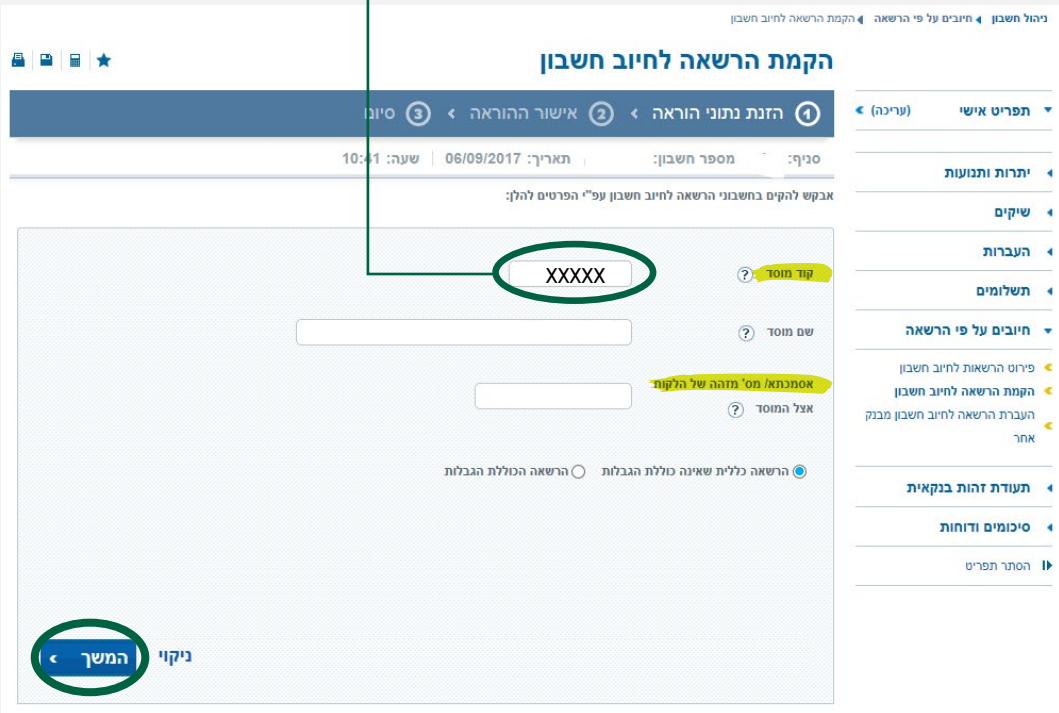 ניהול חשבון חיובים על פי הרשאה הקמת הרשאה לחיוב חשבון
הקמת הרשאה לחיוב חשבון
תפריט אישי (עריכה)
יתרות ותנועות
שיקים
העברות
תשלומים
חיובים על פי הרשאה
פירוט הרשאות לחיוב חשבון
הקמת הרשאה לחיוב חשבון
העברת הרשאה לחיוב חשבון מבנק
אחר
תעודת זהות בנקאית
סיכומים ודוחות
הסתר תפריט
1 הזנת נתוני הוראה > 2 אישור ההוראה > 3 סיום
סניף: מספר חשבון: תאריך: 06/09/2017 שעה: 10:41
אבקש להקים בחשבוני הרשאה לחיוב חשבון עפ"י הפרטים להלן:
קוד מוסד ? XXXXX
שם מוסד ?
אסמכתא/ מס' מזהה של הלקוח
אצל המוסד ?
הרשאה כללית שאינה כוללת הגבלות הרשאה הכוללת הגבלות
ניקוי המשך